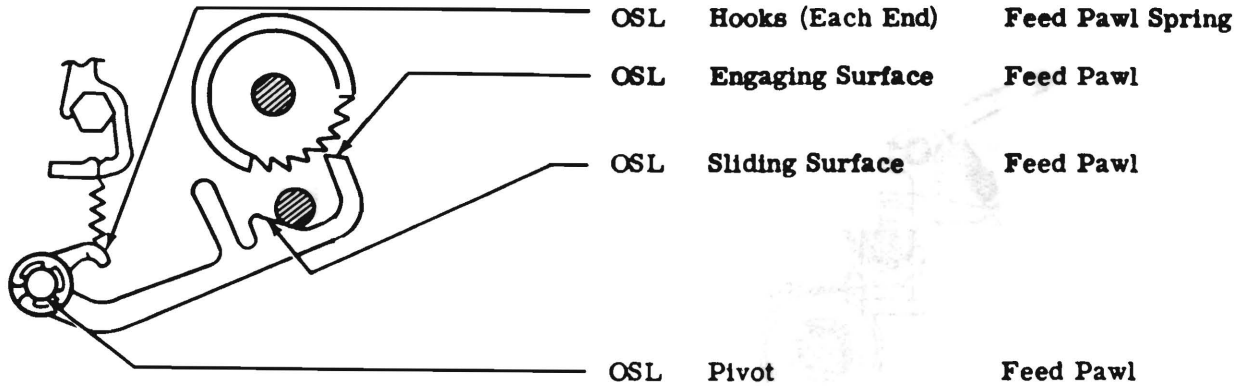 OSL Hooks (Each End) Feed Pawl Spring
OSL Engaging Surface Feed Pawl
OSL Sliding Surface Feed Pawl
OSL Pivot Feed Pawl